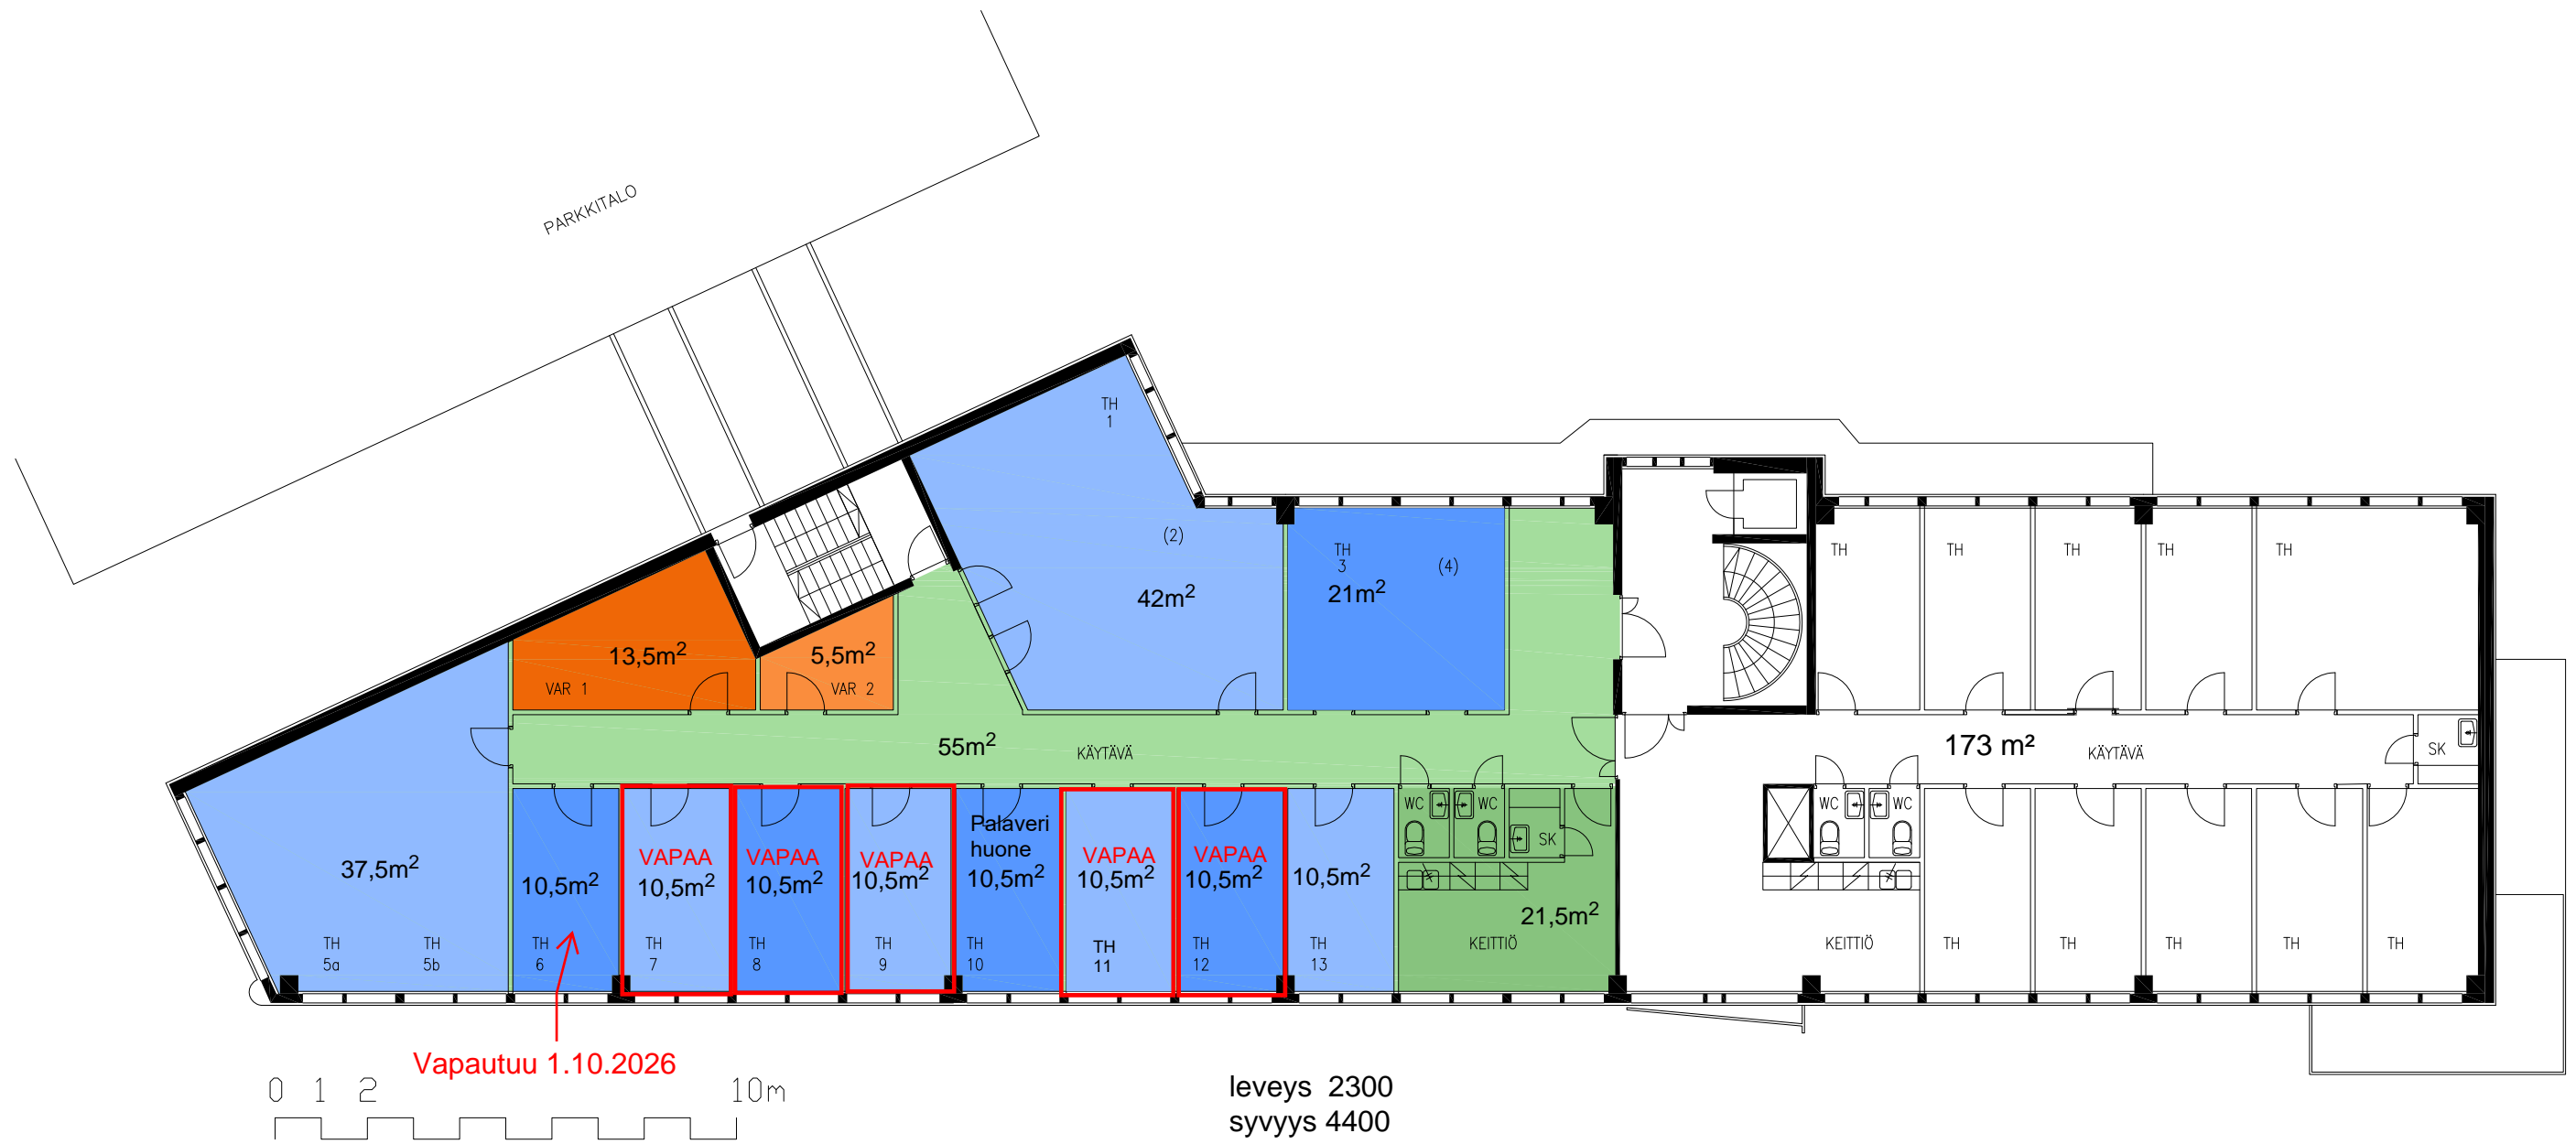 PARKKITALO
TH
1
(2)
42m²
TH
3
(4)
21m²
TH
TH
TH
TH
TH
13,5m²
VAR 1
5,5m²
VAR 2
55m²
KÄYTÄVÄ
173 m²
KÄYTÄVÄ
SK
37,5m²
TH
5a
TH
5b
10,5m²
TH
6
VAPAA
10,5m²
TH
7
VAPAA
10,5m²
TH
8
VAPAA
10,5m²
TH
9
Palaveri
huone
10,5m²
TH
10
VAPAA
10,5m²
TH
11
VAPAA
10,5m²
TH
12
10,5m²
TH
13
WC
WC
SK
21,5m²
KEITTIÖ
WC
WC
KEITTIÖ
TH
TH
TH
TH
TH
Vapautuu 1.10.2026
0 1 2 10m
leveys 2300
syvyys 4400